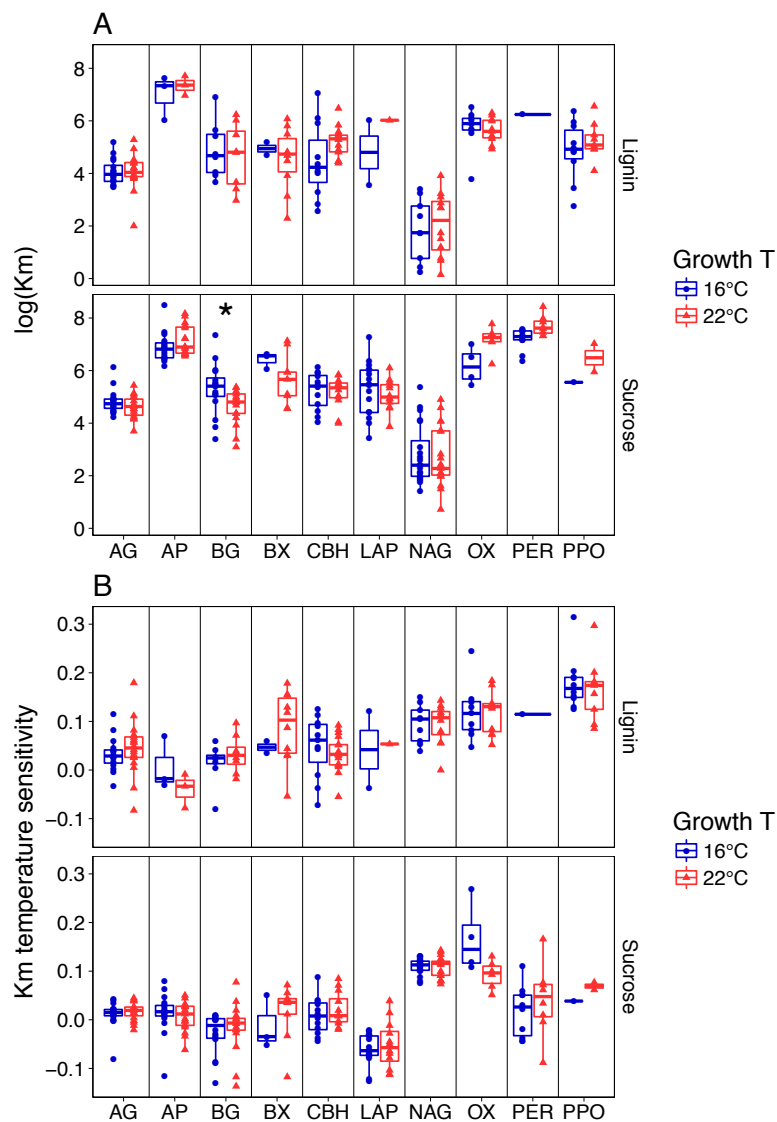 A
log(Km)
8
6
4
2
0
Lignin
*
8
6
4
2
0
Sucrose
AG AP BG BX CBH LAP NAG OX PER PPO
Growth T
16°C
22°C
B
Km temperature sensitivity
0.3
0.2
0.1
0.0
−0.1
Lignin
0.3
0.2
0.1
0.0
−0.1
Sucrose
AG AP BG BX CBH LAP NAG OX PER PPO
Growth T
16°C
22°C